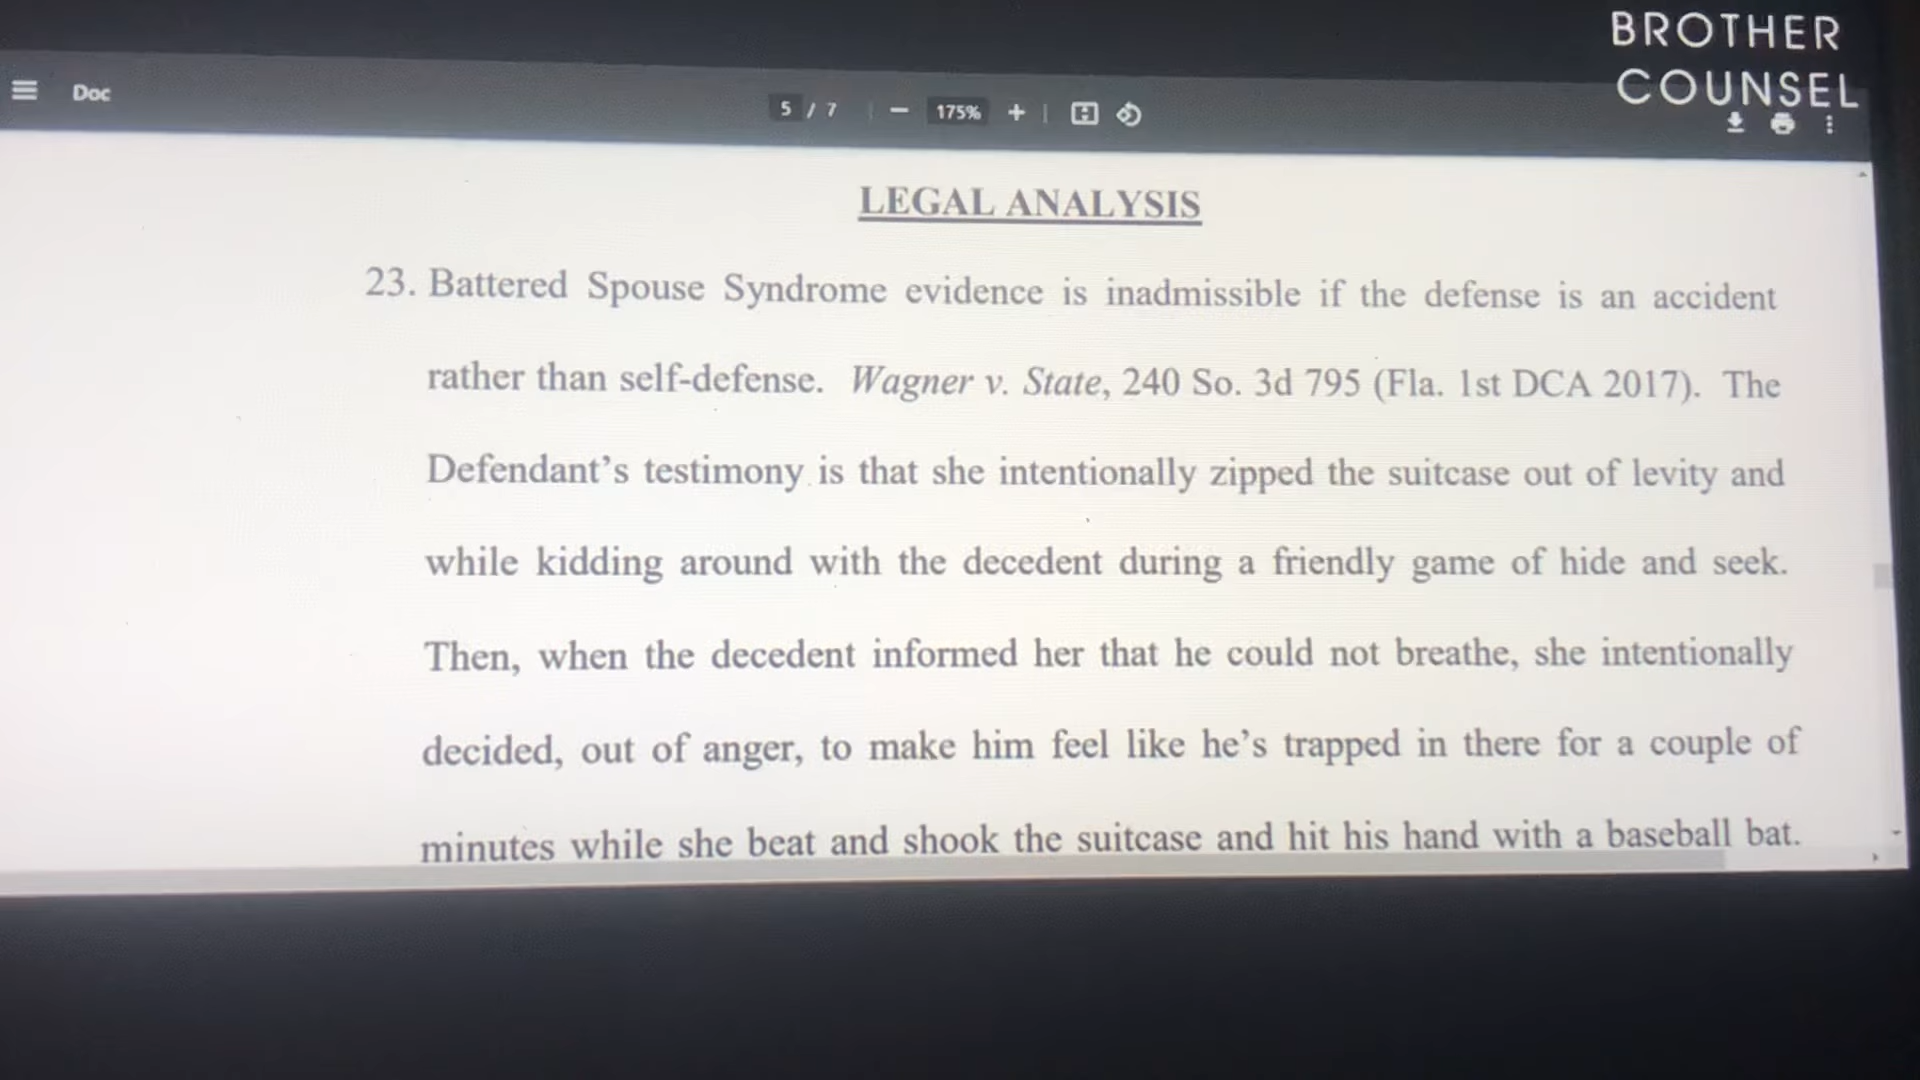 BROTHER
COUNSEL
Doc
5 / 7
175%
LEGAL ANALYSIS
23. Battered Spouse Syndrome evidence is inadmissible if the defense is an accident
rather than self-defense. Wagner v. State, 240 So. 3d 795 (Fla. 1st DCA 2017). The
Defendant’s testimony is that she intentionally zipped the suitcase out of levity and
while kidding around with the decedent during a friendly game of hide and seek.
Then, when the decedent informed her that he could not breathe, she intentionally
decided, out of anger, to make him feel like he’s trapped in there for a couple of
minutes while she beat and shook the suitcase and hit his hand with a baseball bat.